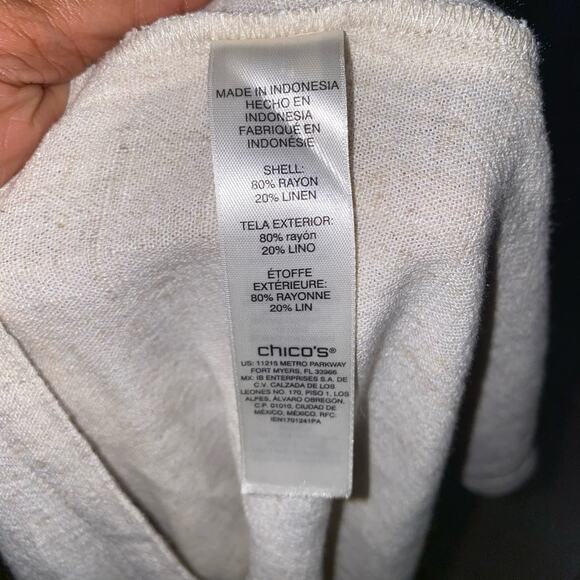 MADE IN INDONESIA
HECHO EN
INDONESIA
FABRIQUÉ EN
INDONÉSIE
SHELL:
80% RAYON
20% LINEN
TELA EXTERIOR:
80% rayón
20% LINO
ÉTOFFE
EXTÉRIEURE:
80% RAYONNE
20% LIN
chico's®
US: 11215 METRO PARKWAY
FORT MYERS, FL 33966
MX: IB ENTERPRISES S.A. DE
C.V. CALZADA DE LOS
LEONES NO. 170, PISO 1, LOS
ALPES, ÁLVARO OBREGÓN,
C.P. 01010, CIUDAD DE
MÉXICO, MÉXICO. RFC:
IEN1701241PA